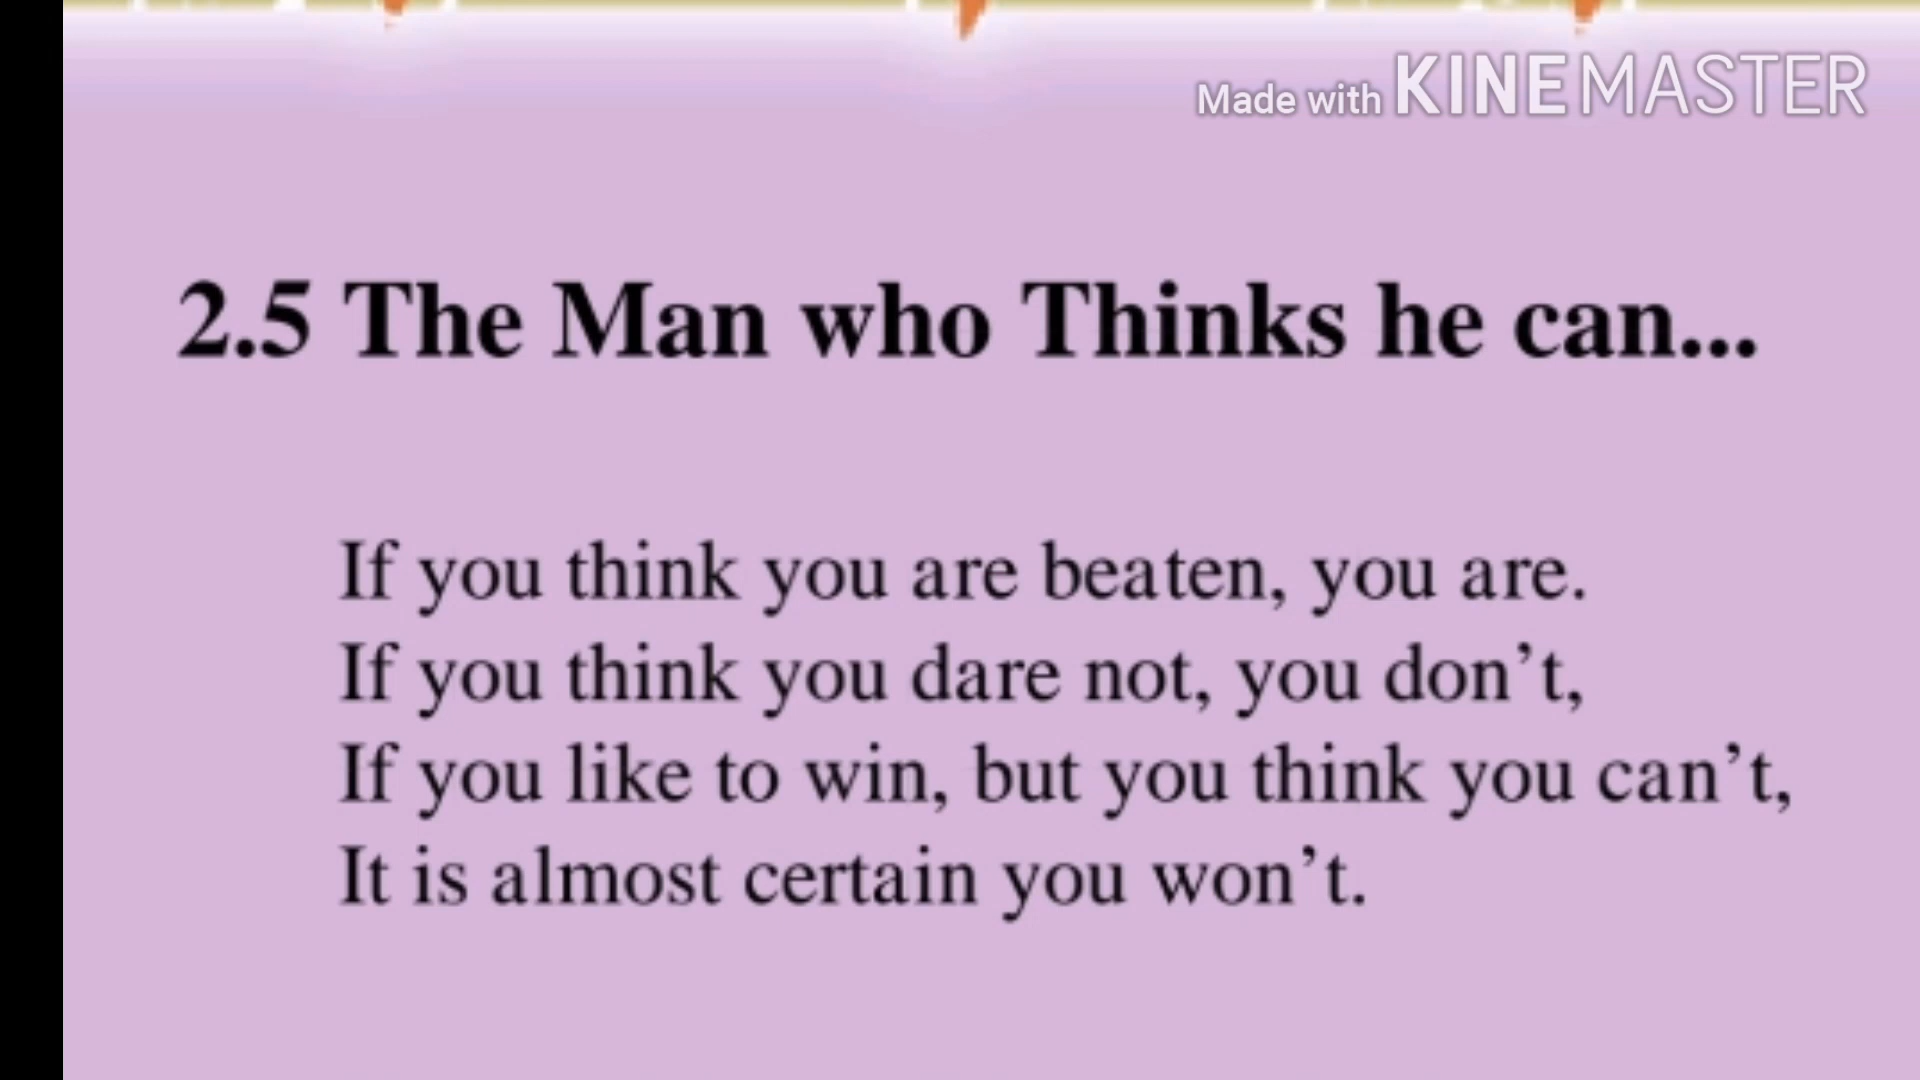 Made with KINEMASTER
2.5 The Man who Thinks he can...
If you think you are beaten, you are.
If you think you dare not, you don’t,
If you like to win, but you think you can’t,
It is almost certain you won’t.